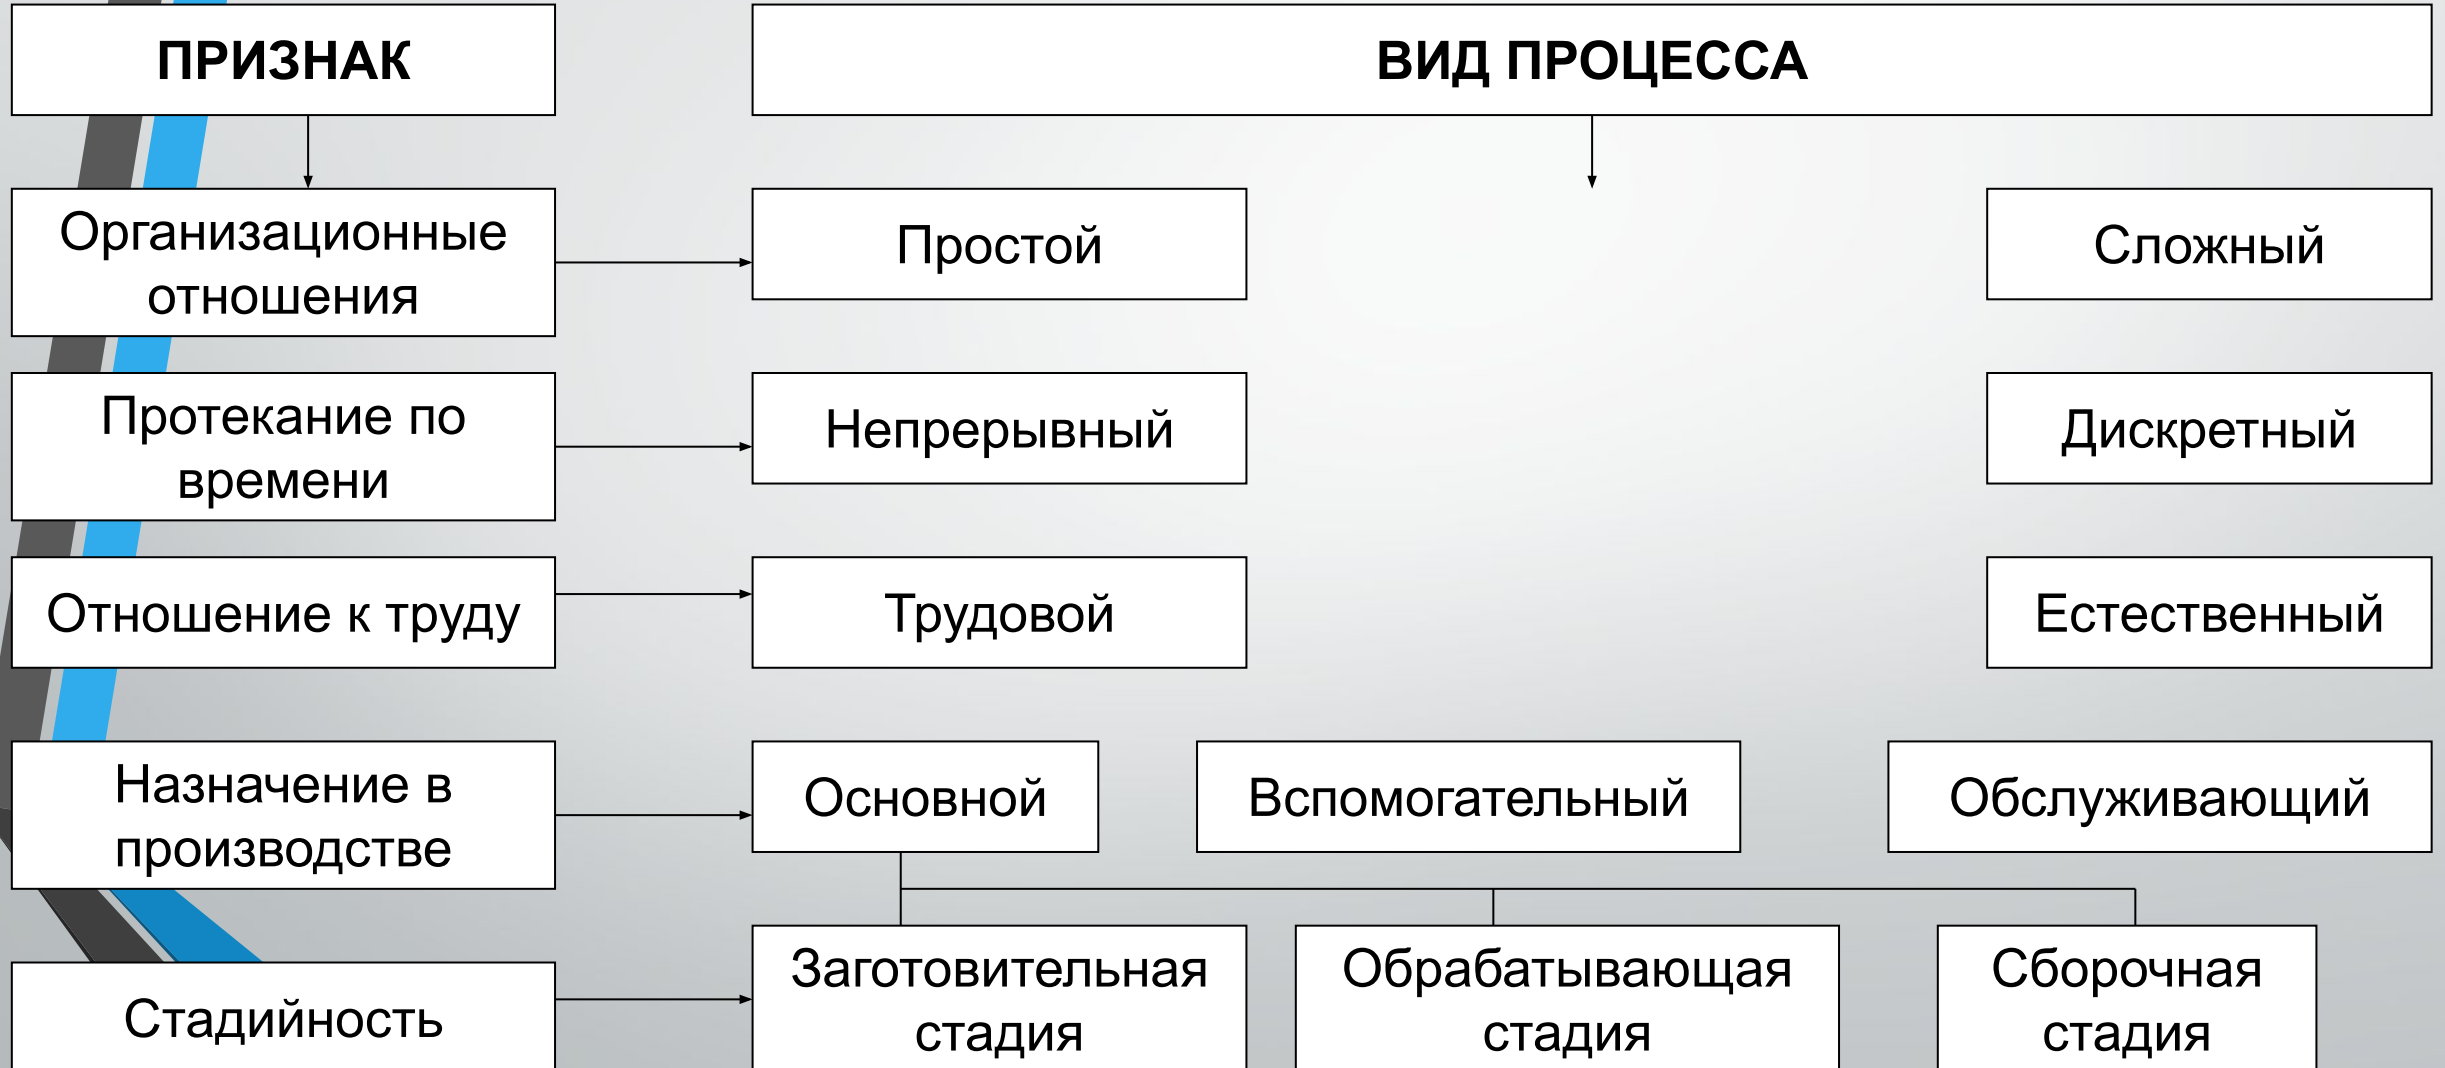 ПРИЗНАК
ВИД ПРОЦЕССА
Организационные
отношения
Простой
Сложный
Протекание по
времени
Непрерывный
Дискретный
Отношение к труду
Трудовой
Естественный
Назначение в
производстве
Основной
Вспомогательный
Обслуживающий
Стадийность
Заготовительная
стадия
Обрабатывающая
стадия
Сборочная
стадия